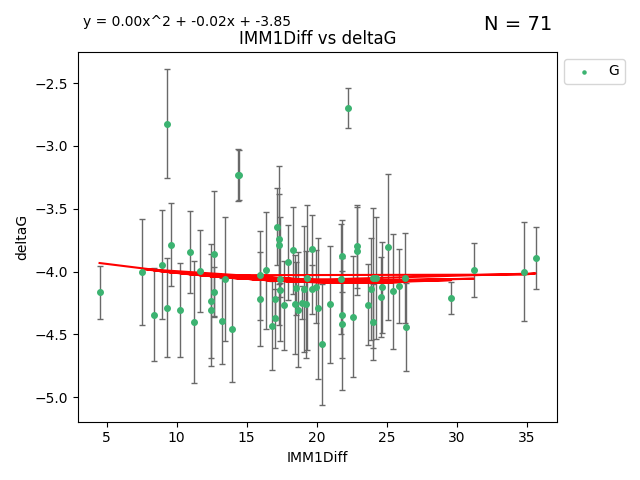 y = 0.00x^2 + -0.02x + -3.85
N = 71
IMM1Diff vs deltaG
G
−2.5
−3.0
−3.5
−4.0
−4.5
−5.0
deltaG
5 10 15 20 25 30 35
IMM1Diff